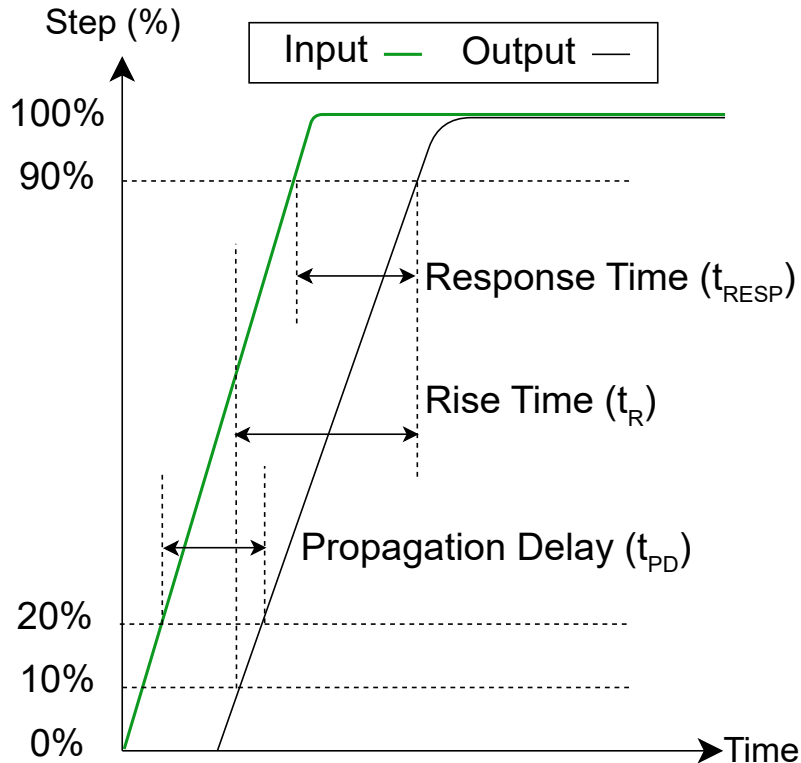 Step (%)
Input Output
100%
90%
Response Time (tRESP)
Rise Time (tR)
Propagation Delay (tPD)
20%
10%
0%
Time